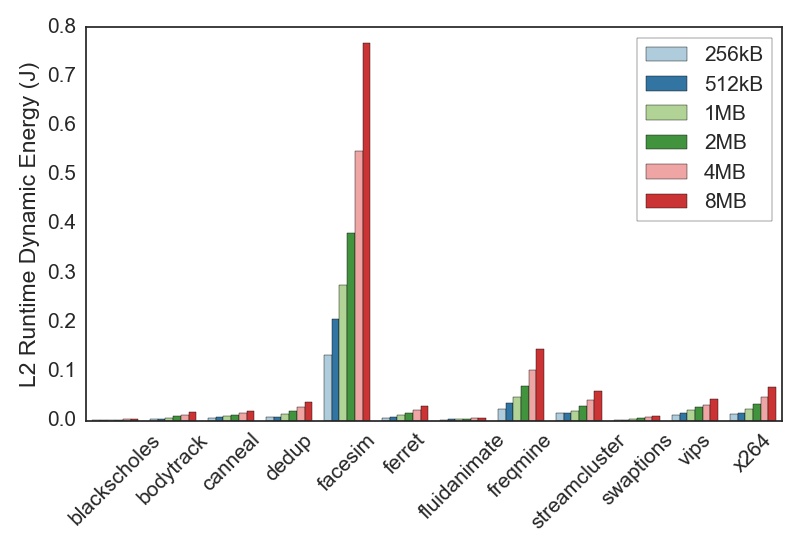 L2 Runtime Dynamic Energy (J)
0.8
0.7
0.6
0.5
0.4
0.3
0.2
0.1
0.0
256kB
512kB
1MB
2MB
4MB
8MB
blackscholes
bodytrack
canneal
dedup
facesim
ferret
fluidanimate
freqmine
streamcluster
swaptions
vips
x264